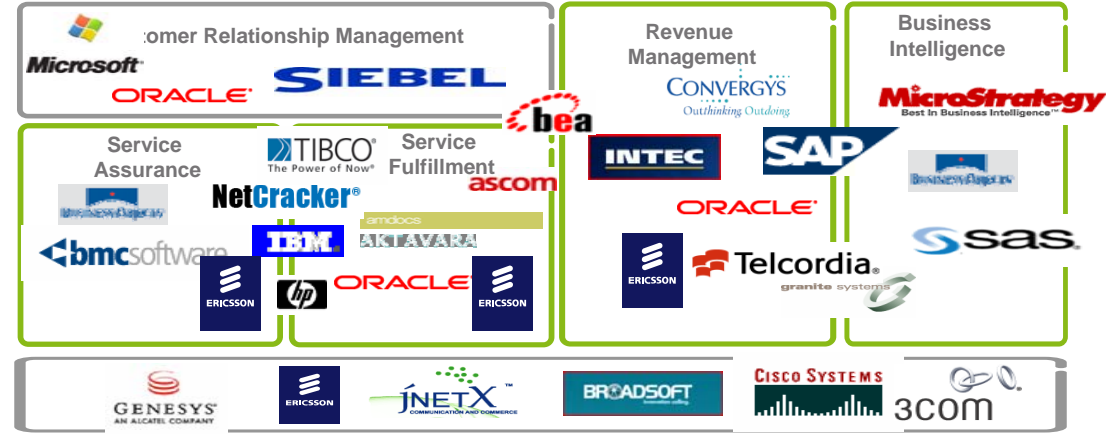 tomer Relationship Management
Microsoft
ORACLE
SIEBEL
bea
Service
Assurance
TIBCO
The Power of Now
Service
Fulfillment
ascom
NetCracker
amdocs
AKTAVARA
IBM
bmcsoftware
ERICSSON
hp
ORACLE
ERICSSON
Revenue
Management
CONVERGYS
Outthinking Outdoing
INTEC
SAP
ORACLE
ERICSSON
Telcordia
granite systems
Business
Intelligence
MicroStrategy
Best In Business Intelligence™
sas
GENESYS
AN ALCATEL COMPANY
ERICSSON
jNETX™
COMMUNICATION AND COMMERCE
BROADSOFT
CISCO SYSTEMS
3COM